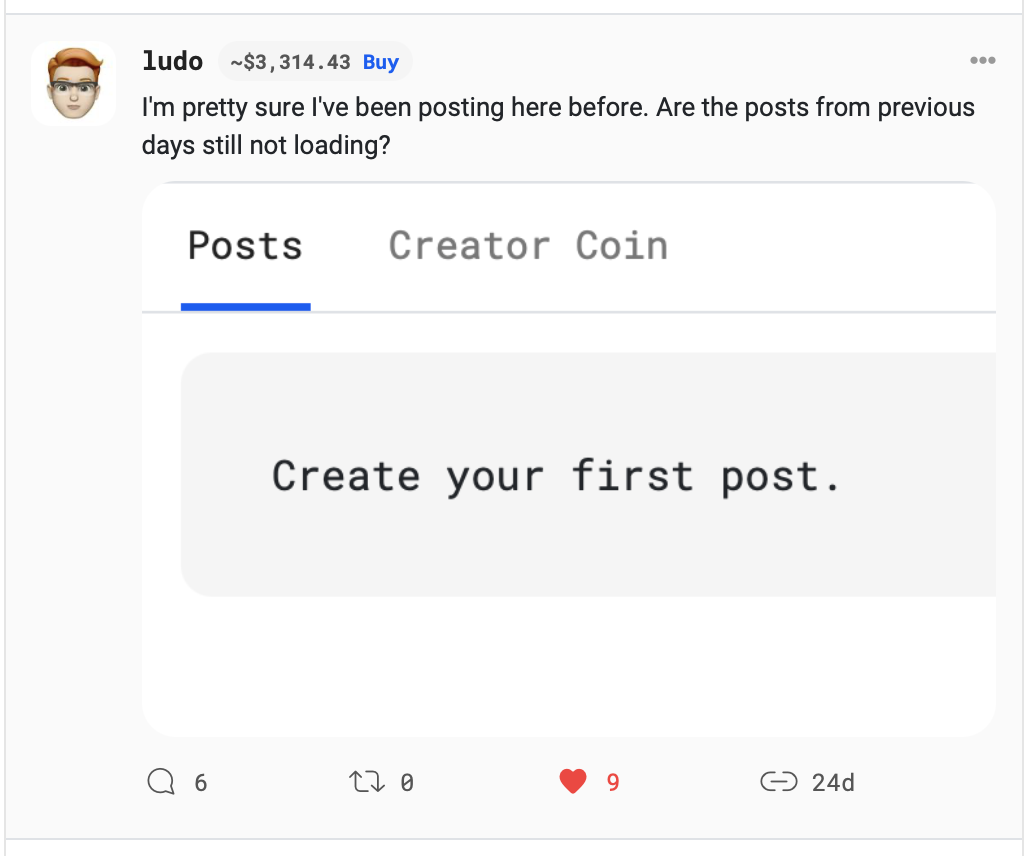 ludo ~$3,314.43 Buy
I'm pretty sure I've been posting here before. Are the posts from previous
days still not loading?
Posts Creator Coin
Create your first post.
6 0 9 24d